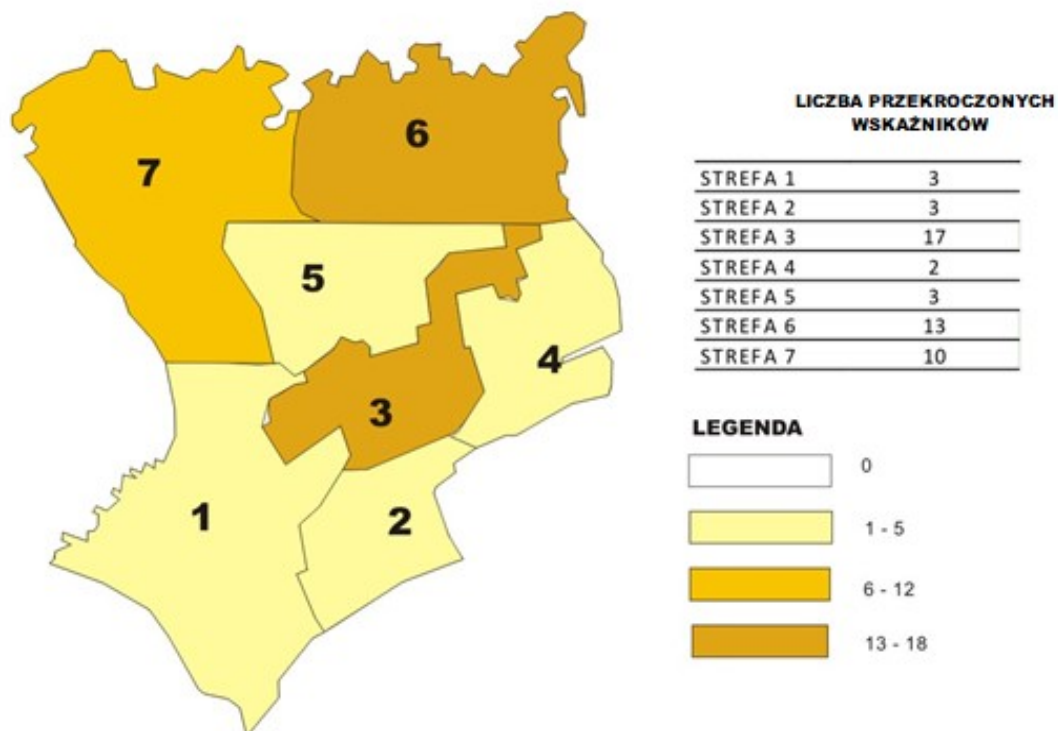 7
6
5
4
3
1
2
LICZBA PRZEKROCZONYCH
WSKAŹNIKÓW
STREFA 1 3
STREFA 2 3
STREFA 3 17
STREFA 4 2
STREFA 5 3
STREFA 6 13
STREFA 7 10
LEGENDA
0
1 - 5
6 - 12
13 - 18